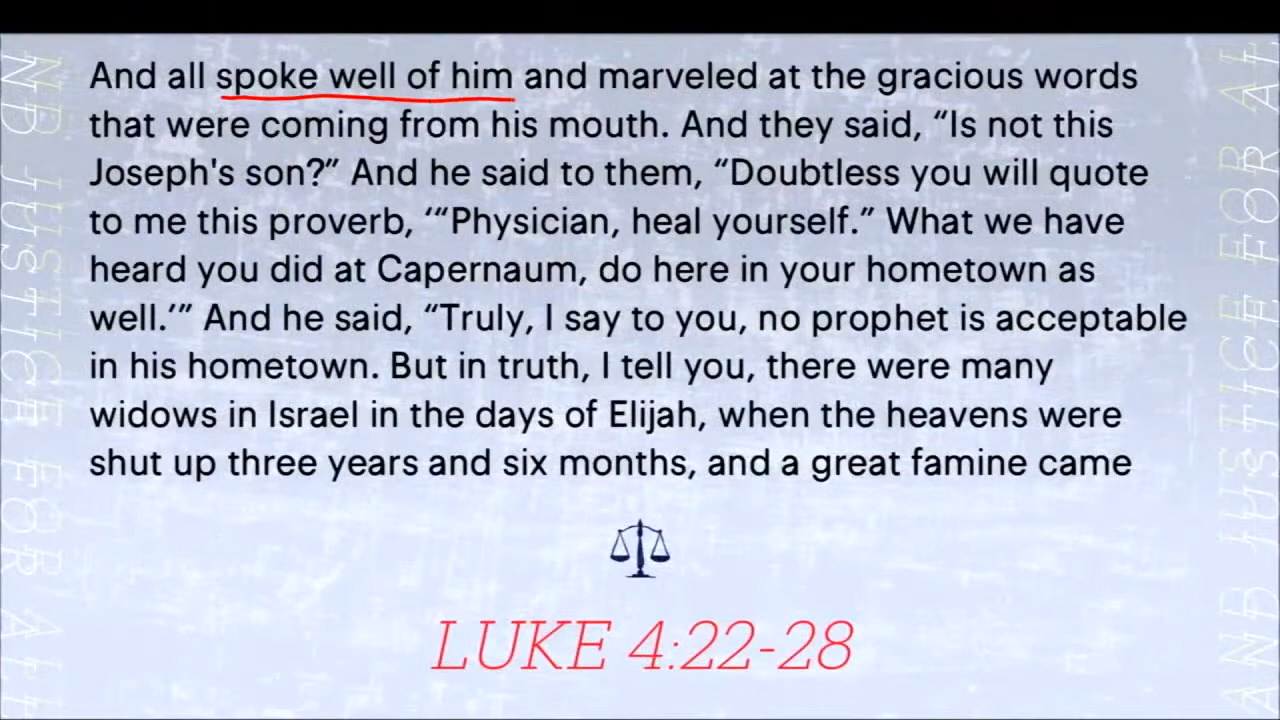 And all spoke well of him and marveled at the gracious words
that were coming from his mouth. And they said, “Is not this
Joseph's son?” And he said to them, “Doubtless you will quote
to me this proverb, ‘“Physician, heal yourself.” What we have
heard you did at Capernaum, do here in your hometown as
well.’” And he said, “Truly, I say to you, no prophet is acceptable
in his hometown. But in truth, I tell you, there were many
widows in Israel in the days of Elijah, when the heavens were
shut up three years and six months, and a great famine came
LUKE 4:22-28
AND JUSTICE FOR AL